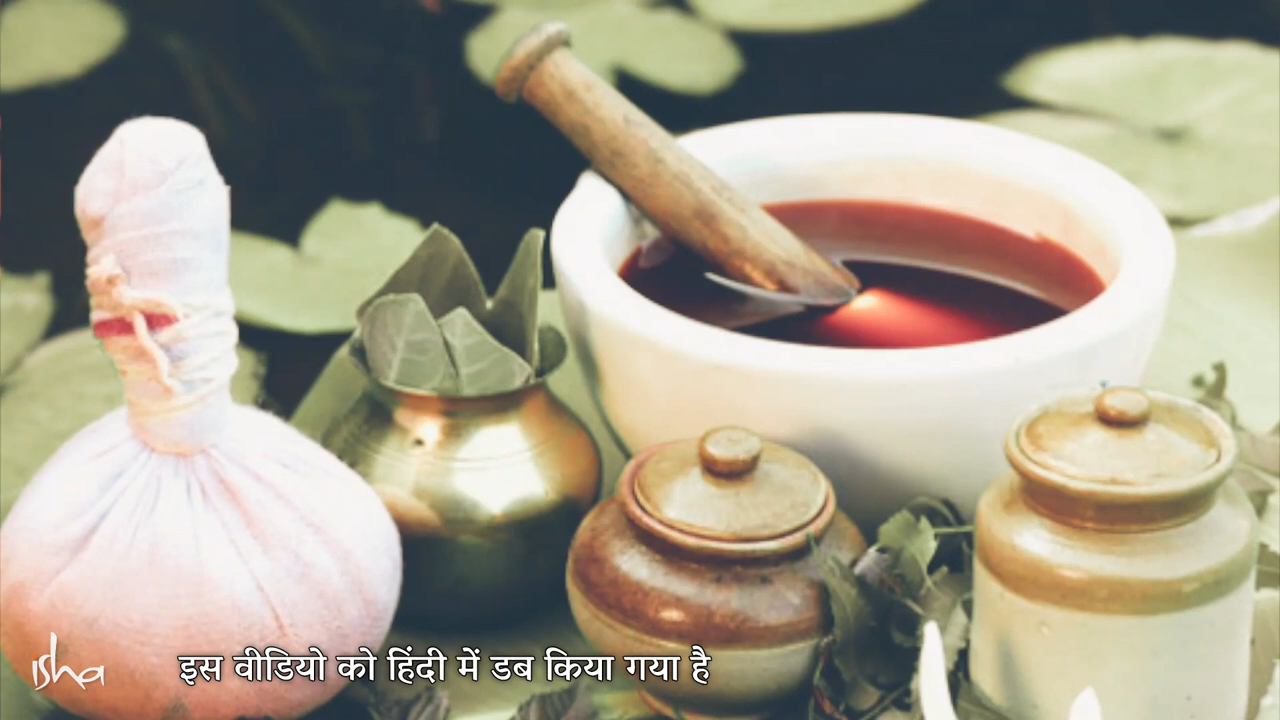 isha
इस वीडियो को हिंदी में डब किया गया है